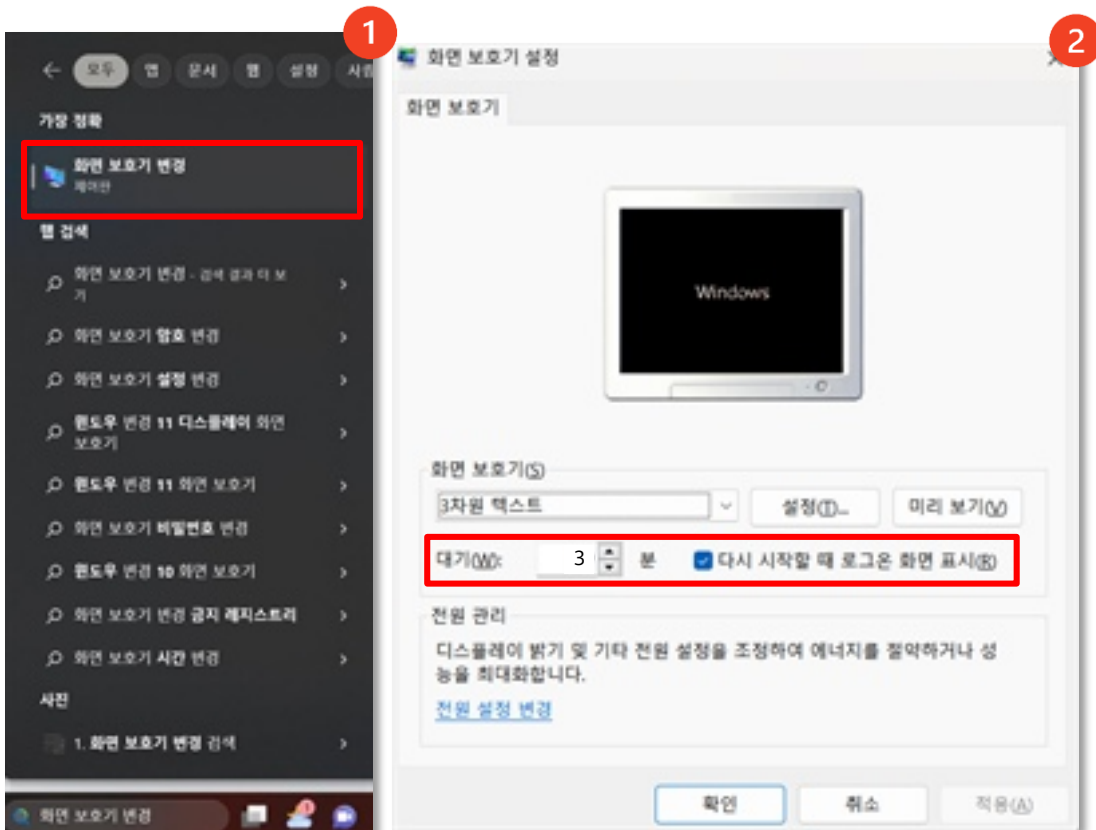 1
← 모두 앱 문서 웹 설정 사람
가장 정확
화면 보호기 변경
제어판
웹 검색
화면 보호기 변경 - 검색 결과 더 보
기
화면 보호기 암호 변경
화면 보호기 설정 변경
윈도우 변경 11 디스플레이 화면
보호기
윈도우 변경 11 화면 보호기
화면 보호기 비밀번호 변경
윈도우 변경 10 화면 보호기
화면 보호기 변경 금지 레지스트리
화면 보호기 시간 변경
사진
1. 화면 보호기 변경 검색
화면 보호기 변경
2
화면 보호기 설정
화면 보호기
Windows
화면 보호기(S)
3차원 텍스트 설정(T)... 미리 보기(V)
대기(W): 3 분 다시 시작할 때 로그온 화면 표시(R)
전원 관리
디스플레이 밝기 및 기타 전원 설정을 조정하여 에너지를 절약하거나 성
능을 최대화합니다.
전원 설정 변경
확인 취소 적용(A)